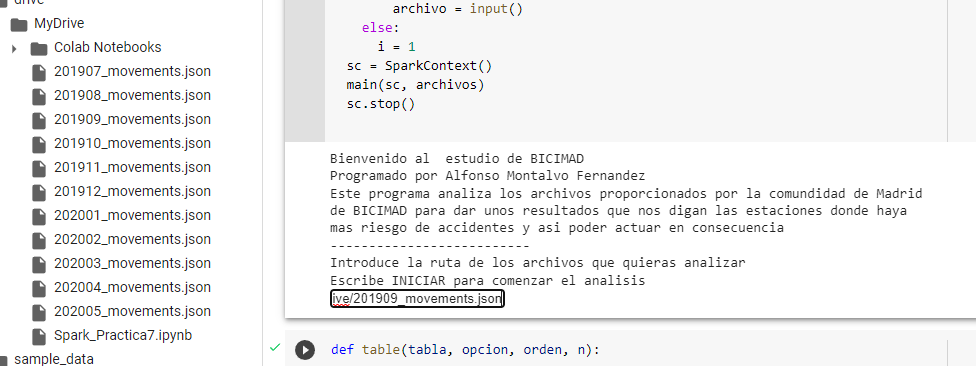 drive
MyDrive
Colab Notebooks
201907_movements.json
201908_movements.json
201909_movements.json
201910_movements.json
201911_movements.json
201912_movements.json
202001_movements.json
202002_movements.json
202003_movements.json
202004_movements.json
202005_movements.json
Spark_Practica7.ipynb
sample_data
archivo = input()
else:
i = 1
sc = SparkContext()
main(sc, archivos)
sc.stop()
Bienvenido al  estudio de BICIMAD
Programado por Alfonso Montalvo Fernandez
Este programa analiza los archivos proporcionados por la comundidad de Madrid
de BICIMAD para dar unos resultados que nos digan las estaciones donde haya
mas riesgo de accidentes y asi poder actuar en consecuencia
--------------------------
Introduce la ruta de los archivos que quieras analizar
Escribe INICIAR para comenzar el analisis
ive/201909_movements.json
def table(tabla, opcion, orden, n):